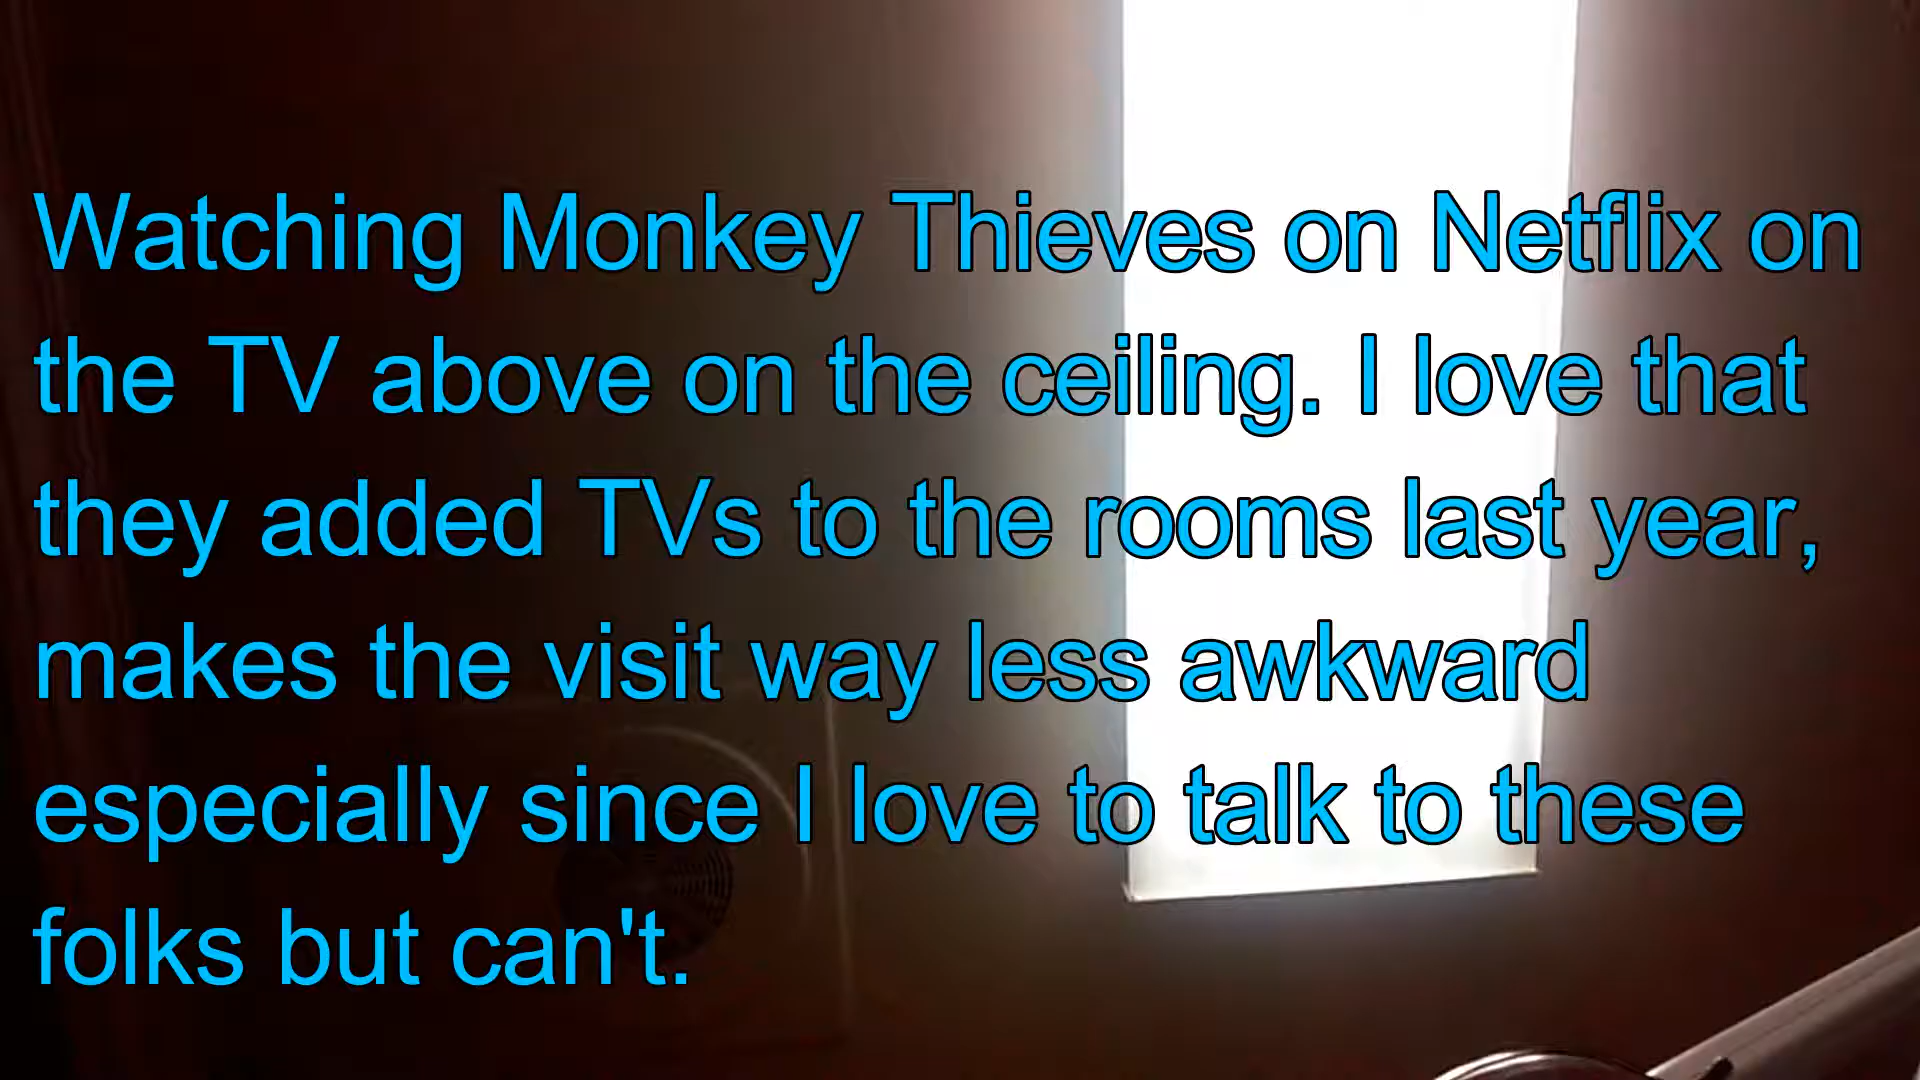 Watching Monkey Thieves on Netflix on
the TV above on the ceiling. I love that
they added TVs to the rooms last year,
makes the visit way less awkward
especially since I love to talk to these
folks but can't.